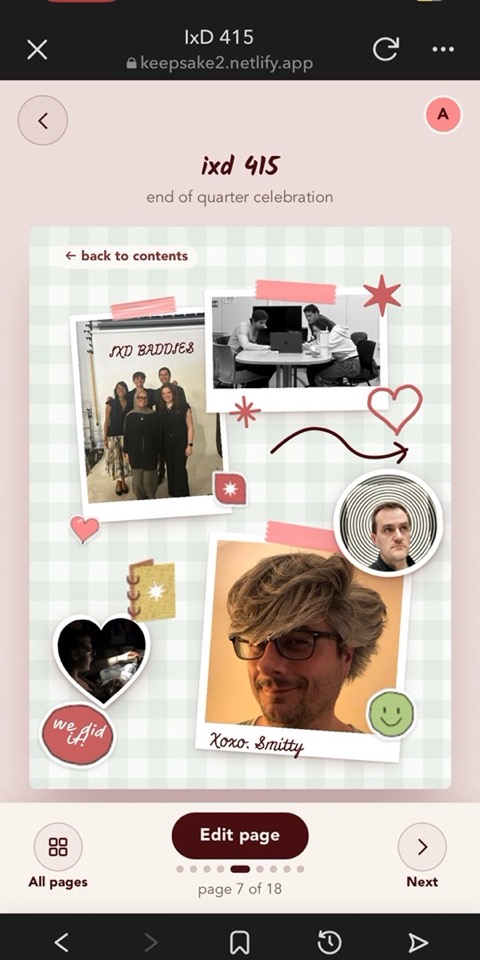 IxD 415
keepsake2.netlify.app
A
ixd 415
end of quarter celebration
← back to contents
IXD BADDIES
we did
it!
Xoxo. Smitty
Edit page
All pages
page 7 of 18
Next